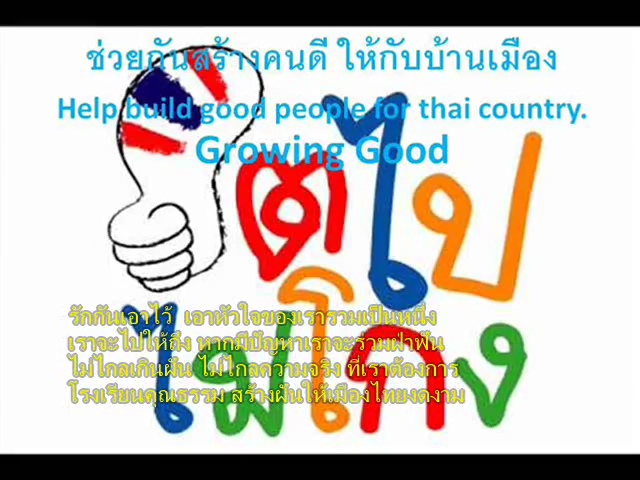 ช่วยกันสร้างคนดี ให้กับบ้านเมือง
Help build good people for thai country.
Growing Good
โตไป
ไม่โกง
รักกันเอาไว้ เอาหัวใจของเรารวมเป็นหนึ่ง
เราจะไปให้ถึง หากมีปัญหาเราจะร่วมฝ่าฟัน
ไม่ไกลเกินฝัน ไม่ไกลความจริง ที่เราต้องการ
โรงเรียนคุณธรรม สร้างฝันให้เมืองไทยงดงาม